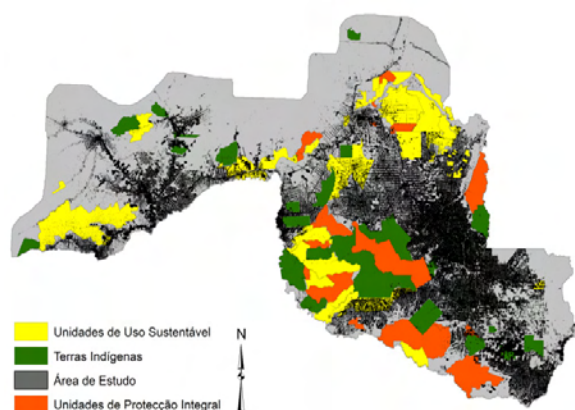 Unidades de Uso Sustentável
N
Terras Indígenas
Área de Estudo
Unidades de Protecção Integral